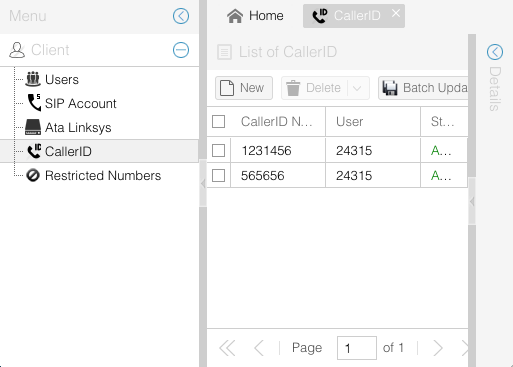 Menu
Client
Users
SIP Account
Ata Linksys
CallerID
Restricted Numbers
Home
CallerID
List of CallerID
New
Delete
Batch Upda
CallerID N... User St...
1231456 24315 A...
565656 24315 A...
Page 1 of 1
Details